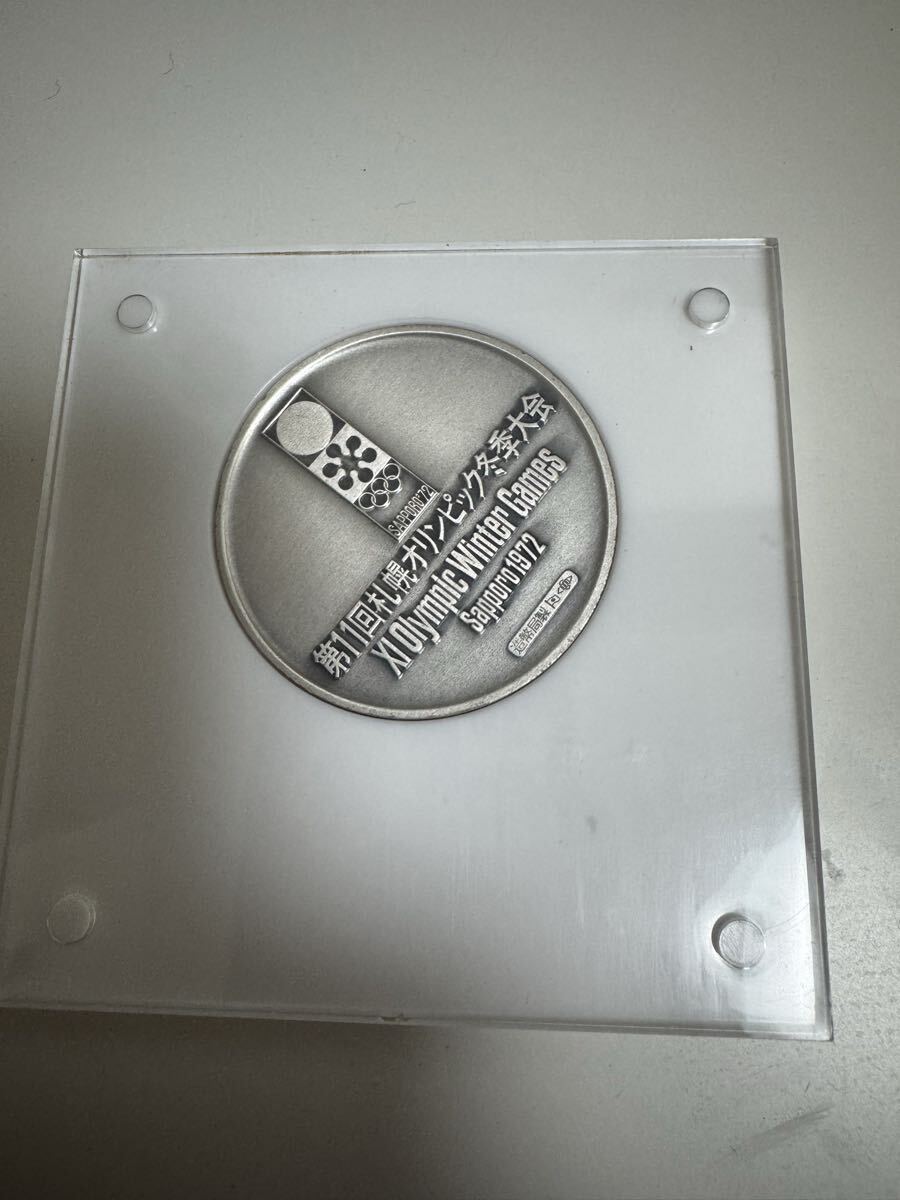 SAPPORO'72
第11回札幌オリンピック冬季大会
XI Olympic Winter Games
Sapporo 1972
造幣局製